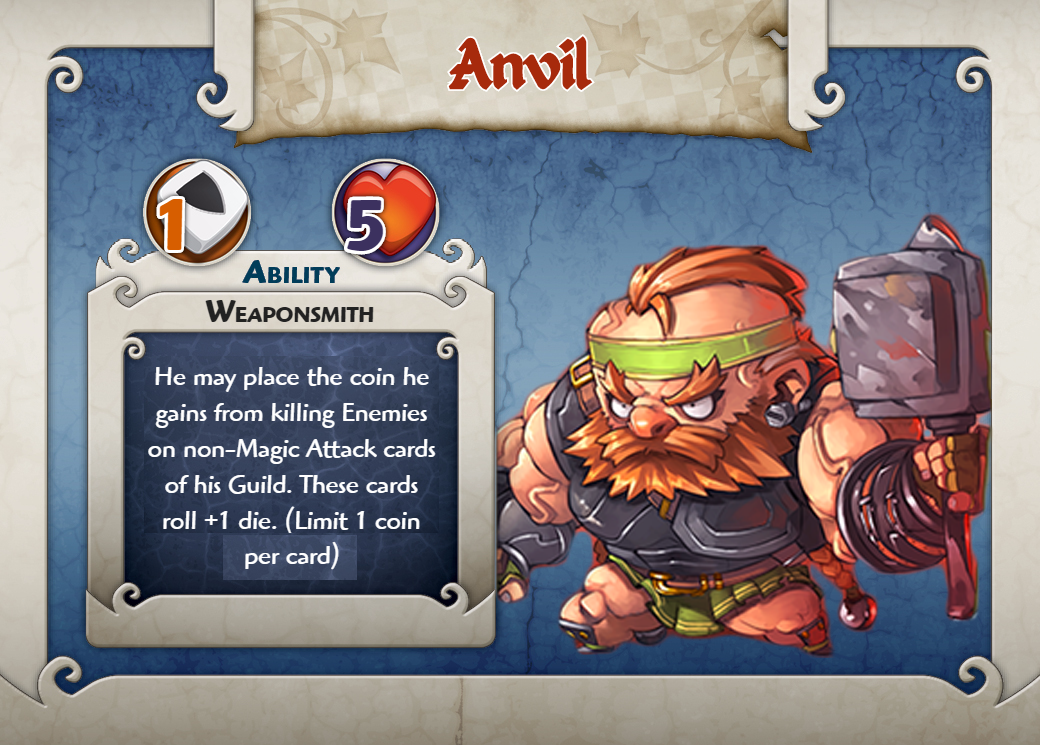 Anvil
1
5
Ability
Weaponsmith
He may place the coin he
gains from killing Enemies
on non-Magic Attack cards
of his Guild. These cards
roll +1 die. (Limit 1 coin
per card)